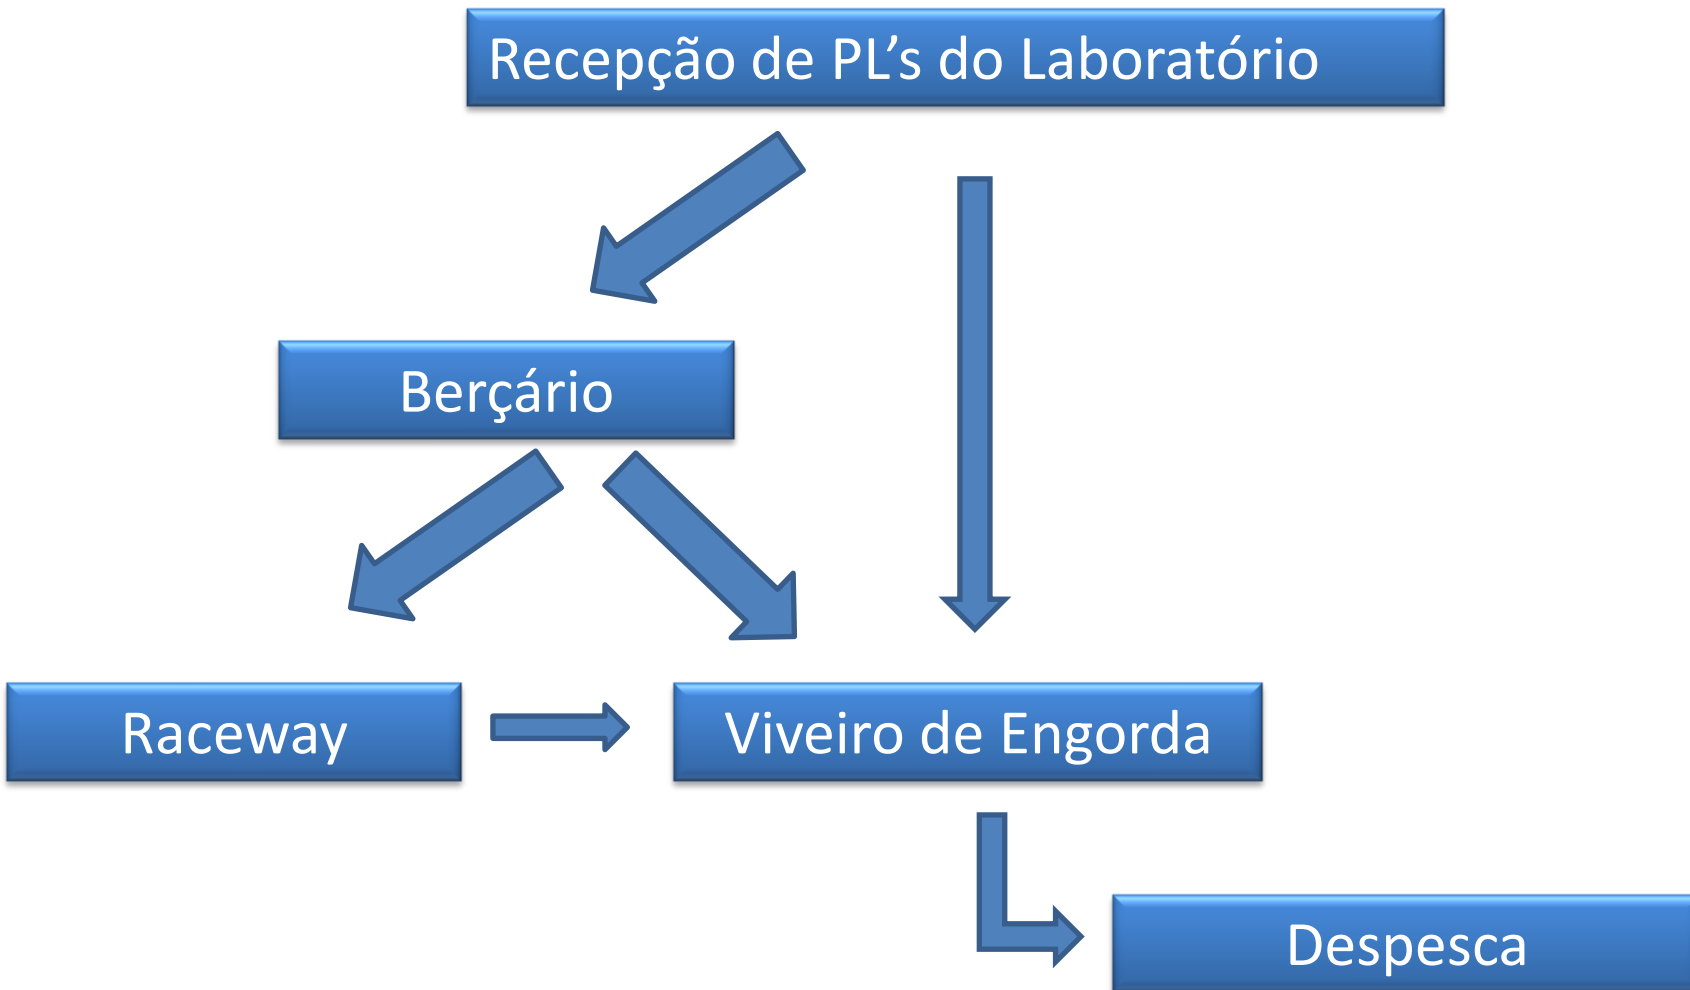 Recepção de PL’s do Laboratório
Berçário
Raceway
Viveiro de Engorda
Despesca